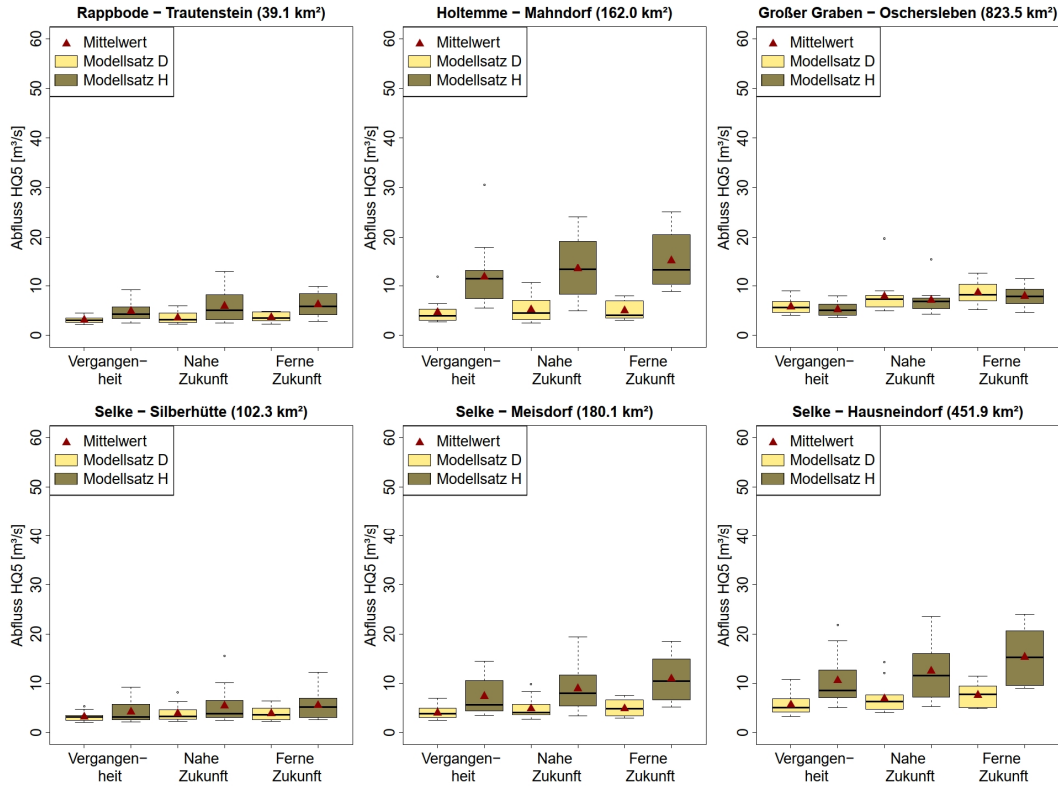 Rappbode − Trautenstein (39.1 km²)
Abfluss HQ5 [m³/s]
0 10 20 30 40 50 60
Mittelwert
Modellsatz D
Modellsatz H
Vergangen−
heit
Nahe
Zukunft
Ferne
Zukunft
Holtemme − Mahndorf (162.0 km²)
Abfluss HQ5 [m³/s]
0 10 20 30 40 50 60
Mittelwert
Modellsatz D
Modellsatz H
Vergangen−
heit
Nahe
Zukunft
Ferne
Zukunft
Großer Graben − Oschersleben (823.5 km²)
Abfluss HQ5 [m³/s]
0 10 20 30 40 50 60
Mittelwert
Modellsatz D
Modellsatz H
Vergangen−
heit
Nahe
Zukunft
Ferne
Zukunft
Selke − Silberhütte (102.3 km²)
Abfluss HQ5 [m³/s]
0 10 20 30 40 50 60
Mittelwert
Modellsatz D
Modellsatz H
Vergangen−
heit
Nahe
Zukunft
Ferne
Zukunft
Selke − Meisdorf (180.1 km²)
Abfluss HQ5 [m³/s]
0 10 20 30 40 50 60
Mittelwert
Modellsatz D
Modellsatz H
Vergangen−
heit
Nahe
Zukunft
Ferne
Zukunft
Selke − Hausneindorf (451.9 km²)
Abfluss HQ5 [m³/s]
0 10 20 30 40 50 60
Mittelwert
Modellsatz D
Modellsatz H
Vergangen−
heit
Nahe
Zukunft
Ferne
Zukunft